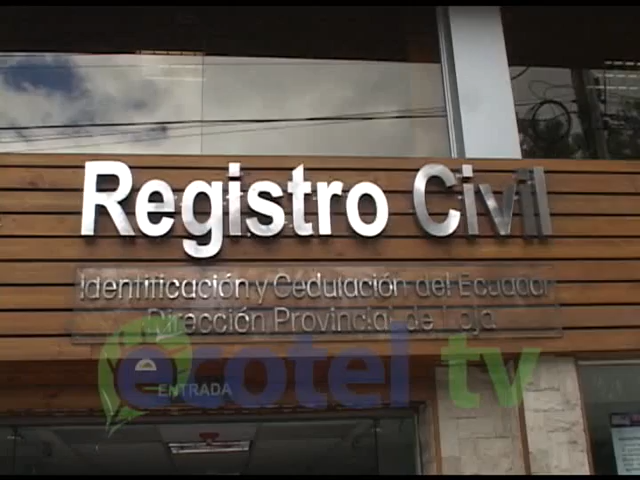 Registro Civil
Identificación y Cedulación del Ecuador
Dirección Provincial de Loja
ecotel tv
ENTRADA